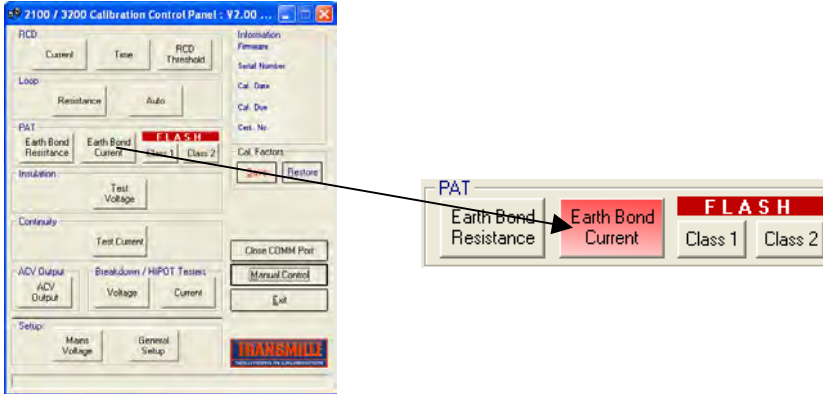 2100 / 3200 Calibration Control Panel : V2.00 ...
RCD
Current
Time
RCD
Threshold
Information
Firmware
Serial Number
Cal. Date
Cal. Due
Cert. No.
Loop
Resistance
Auto
PAT
Earth Bond
Resistance
Earth Bond
Current
FLASH
Class 1
Class 2
Cal. Factors
Save
Restore
Insulation
Test
Voltage
Continuity
Test Current
Close COMM Port
Manual Control
Exit
ACV Output
ACV
Output
Breakdown / HIPOT Testers
Voltage
Current
Setup
Mains
Voltage
General
Setup
TRANSMILLE
SOLUTIONS IN CALIBRATION
PAT
Earth Bond
Resistance
Earth Bond
Current
FLASH
Class 1
Class 2